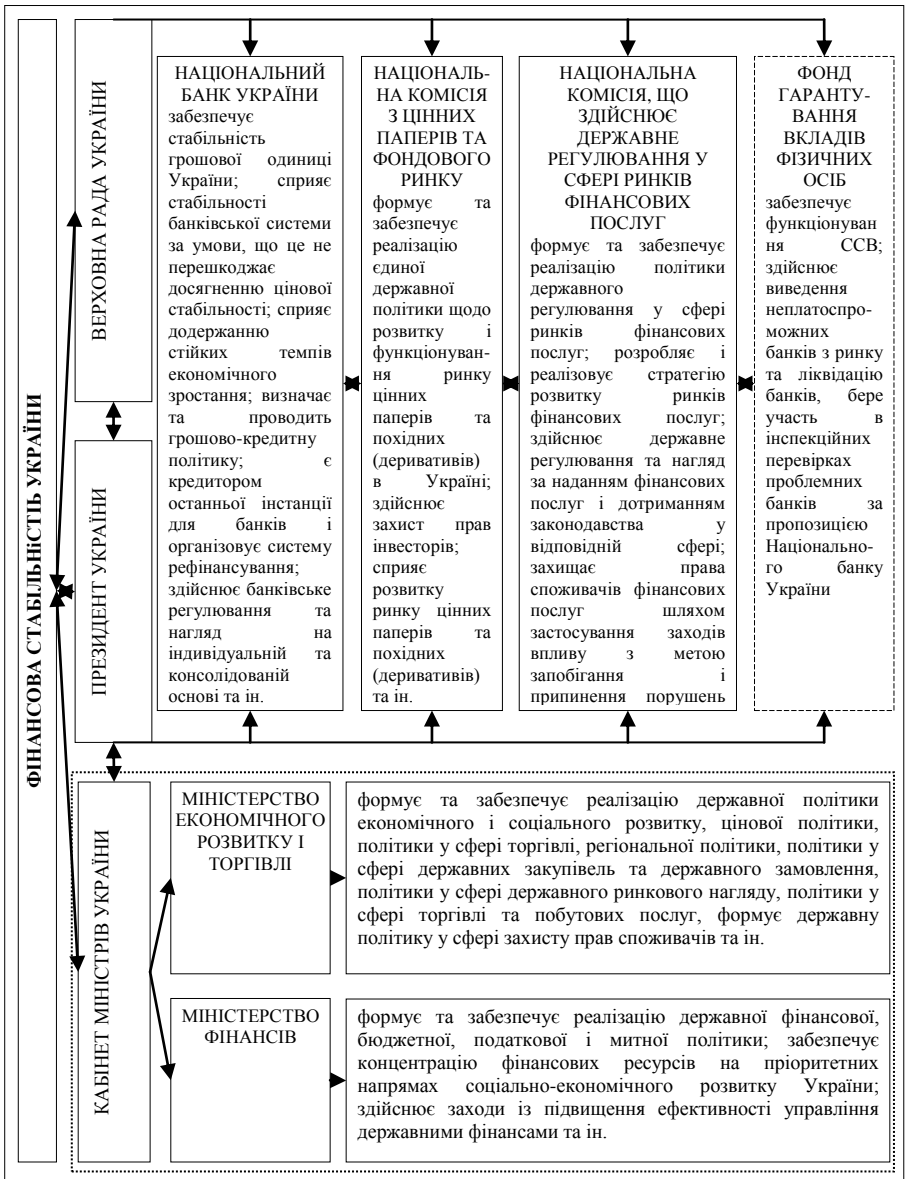 ФІНАНСОВА СТАБІЛЬНІСТЬ УКРАЇНИ
ВЕРХОВНА РАДА УКРАЇНИ
ПРЕЗИДЕНТ УКРАЇНИ
КАБІНЕТ МІНІСТРІВ УКРАЇНИ
НАЦІОНАЛЬНИЙ
БАНК УКРАЇНИ
забезпечує
стабільність
грошової одиниці
України; сприяє
стабільності
банківської системи
за умови, що це не
перешкоджає
досягненню цінової
стабільності; сприяє
додержанню
стійких темпів
економічного
зростання; визначає
та проводить
грошово-кредитну
політику; є
кредитором
останньої інстанції
для банків і
організовує систему
рефінансування;
здійснює банківське
регулювання та
нагляд на
індивідуальній та
консолідованій
основі та ін.
НАЦІОНАЛЬ-
НА КОМІСІЯ
З ЦІННИХ
ПАПЕРІВ ТА
ФОНДОВОГО
РИНКУ
формує та
забезпечує
реалізацію
єдиної
державної
політики щодо
розвитку і
функціонуван-
ня ринку
цінних
паперів та
похідних
(деривативів)
в Україні;
здійснює
захист прав
інвесторів;
сприяє
розвитку
ринку цінних
паперів та
похідних
(деривативів)
та ін.
НАЦІОНАЛЬНА
КОМІСІЯ, ЩО
ЗДІЙСНЮЄ
ДЕРЖАВНЕ
РЕГУЛЮВАННЯ У
СФЕРІ РИНКІВ
ФІНАНСОВИХ
ПОСЛУГ
формує та забезпечує
реалізацію політики
державного
регулювання у сфері
ринків фінансових
послуг; розробляє і
реалізовує стратегію
розвитку ринків
фінансових послуг;
здійснює державне
регулювання та нагляд
за наданням фінансових
послуг і дотриманням
законодавства у
відповідній сфері;
захищає права
споживачів фінансових
послуг шляхом
застосування заходів
впливу з метою
запобігання і
припинення порушень
ФОНД
ГАРАНТУ-
ВАННЯ
ВКЛАДІВ
ФІЗИЧНИХ
ОСІБ
забезпечує
функціонуван
ня ССВ;
здійснює
виведення
неплатоспро-
можних
банків з ринку
та ліквідацію
банків, бере
участь в
інспекційних
перевірках
проблемних
банків за
пропозицією
Національно-
го банку
України
МІНІСТЕРСТВО
ЕКОНОМІЧНОГО
РОЗВИТКУ І
ТОРГІВЛІ
формує та забезпечує реалізацію державної політики
економічного і соціального розвитку, цінової політики,
політики у сфері торгівлі, регіональної політики, політики у
сфері державних закупівель та державного замовлення,
політики у сфері державного ринкового нагляду, політики у
сфері торгівлі та побутових послуг, формує державну
політику у сфері захисту прав споживачів та ін.
МІНІСТЕРСТВО
ФІНАНСІВ
формує та забезпечує реалізацію державної фінансової,
бюджетної, податкової і митної політики; забезпечує
концентрацію фінансових ресурсів на пріоритетних
напрямах соціально-економічного розвитку України;
здійснює заходи із підвищення ефективності управління
державними фінансами та ін.